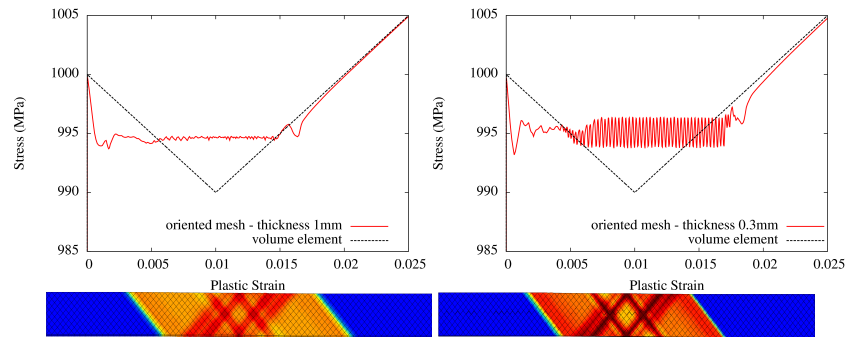 1005
1000
995
990
985
Stress (MPa)
oriented mesh - thickness 1mm
volume element
0 0.005 0.01 0.015 0.02 0.025
Plastic Strain
1005
1000
995
990
985
Stress (MPa)
oriented mesh - thickness 0.3mm
volume element
0 0.005 0.01 0.015 0.02 0.025
Plastic Strain